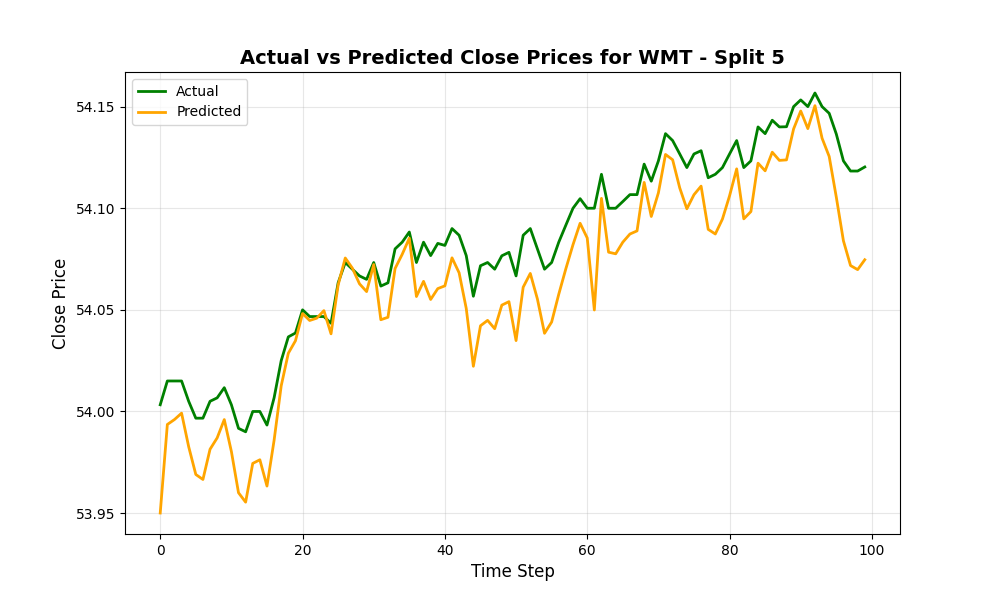 Actual vs Predicted Close Prices for WMT - Split 5
Actual
Predicted
Close Price
54.15
54.10
54.05
54.00
53.95
0 20 40 60 80 100
Time Step